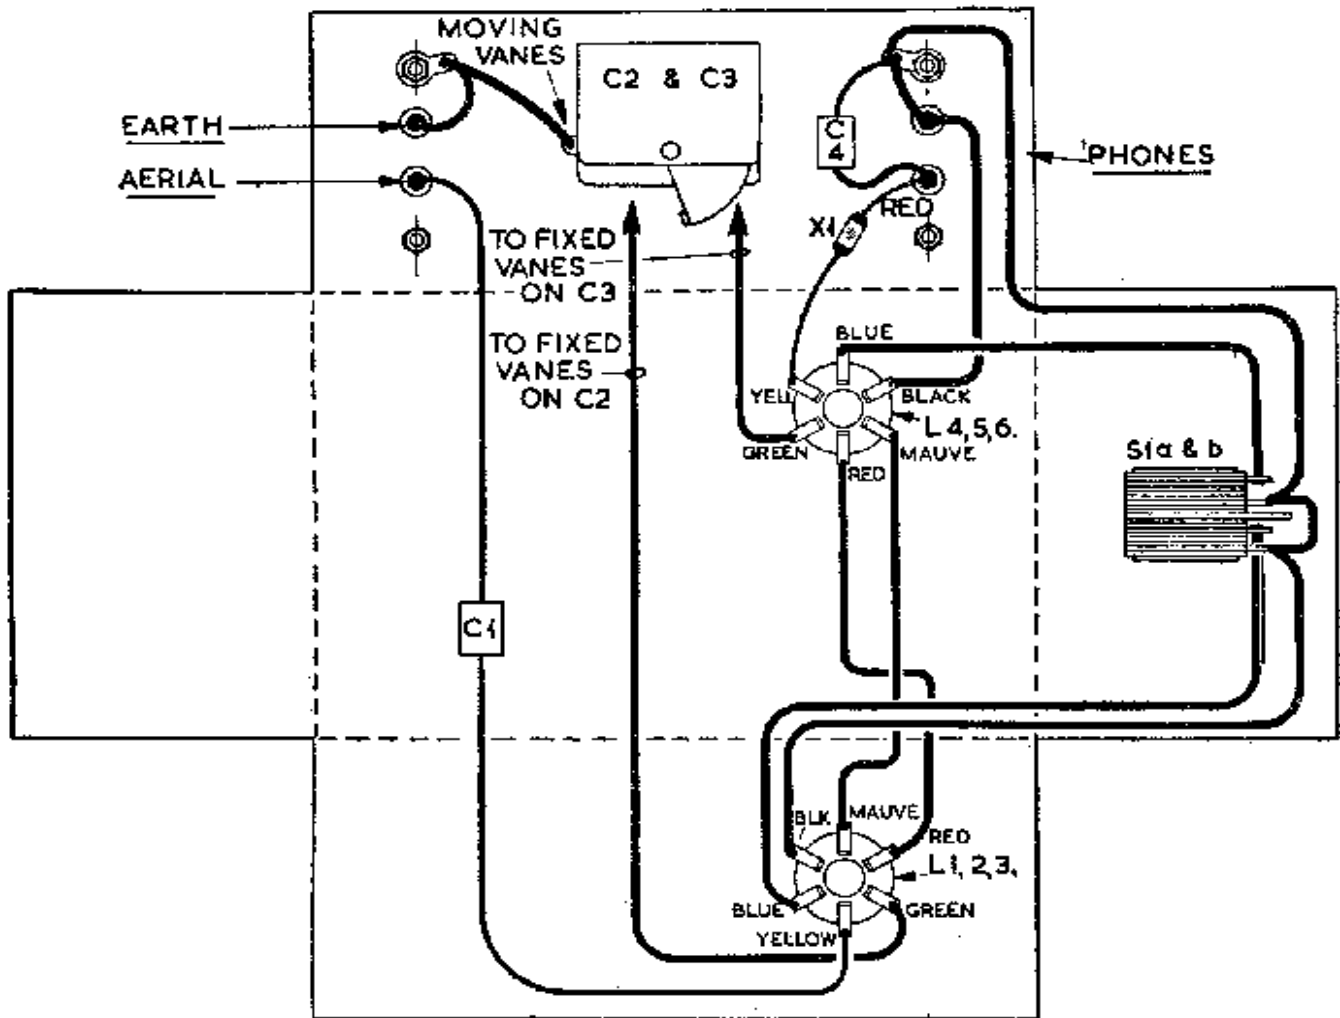 MOVING
VANES
C2 & C3
EARTH
AERIAL
C
4
PHONES
RED
X1
TO FIXED
VANES
ON C3
TO FIXED
VANES
ON C2
BLUE
YELL
BLACK
L4,5,6.
GREEN
MAUVE
RED
S1a & b
C1
BLK
MAUVE
RED
L1,2,3,
BLUE
GREEN
YELLOW